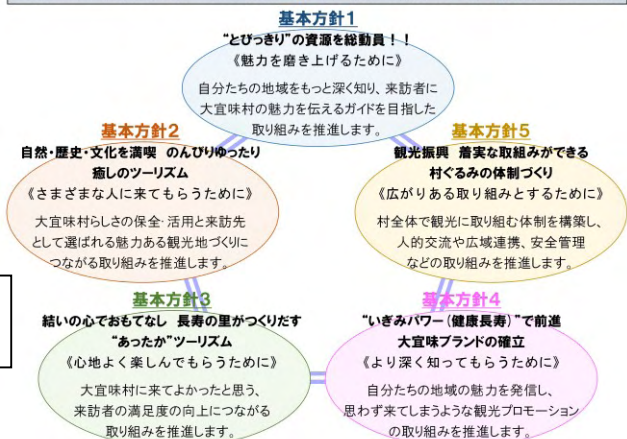 基本方針1
“とびっきり”の資源を総動員！！
《魅力を磨き上げるために》
自分たちの地域をもっと深く知り、来訪者に
大宜味村の魅力を伝えるガイドを目指した
取り組みを推進します。
基本方針2
自然・歴史・文化を満喫　のんびりゆったり
癒しのツーリズム
《さまざまな人に来てもらうために》
大宜味村らしさの保全・活用と来訪先
として選ばれる魅力ある観光地づくりに
つながる取り組みを推進します。
基本方針5
観光振興　着実な取組みができる
村ぐるみの体制づくり
《広がりある取り組みとするために》
村全体で観光に取り組む体制を構築し、
人的交流や広域連携、安全管理
などの取り組みを推進します。
基本方針3
結いの心でおもてなし　長寿の里がつくりだす
“あったか”ツーリズム
《心地よく楽しんでもらうために》
大宜味村に来てよかったと思う、
来訪者の満足度の向上につながる
取り組みを推進します。
基本方針4
“いぎみパワー（健康長寿）”で前進
大宜味ブランドの確立
《より深く知ってもらうために》
自分たちの地域の魅力を発信し、
思わず来てしまうような観光プロモーション
の取り組みを推進します。